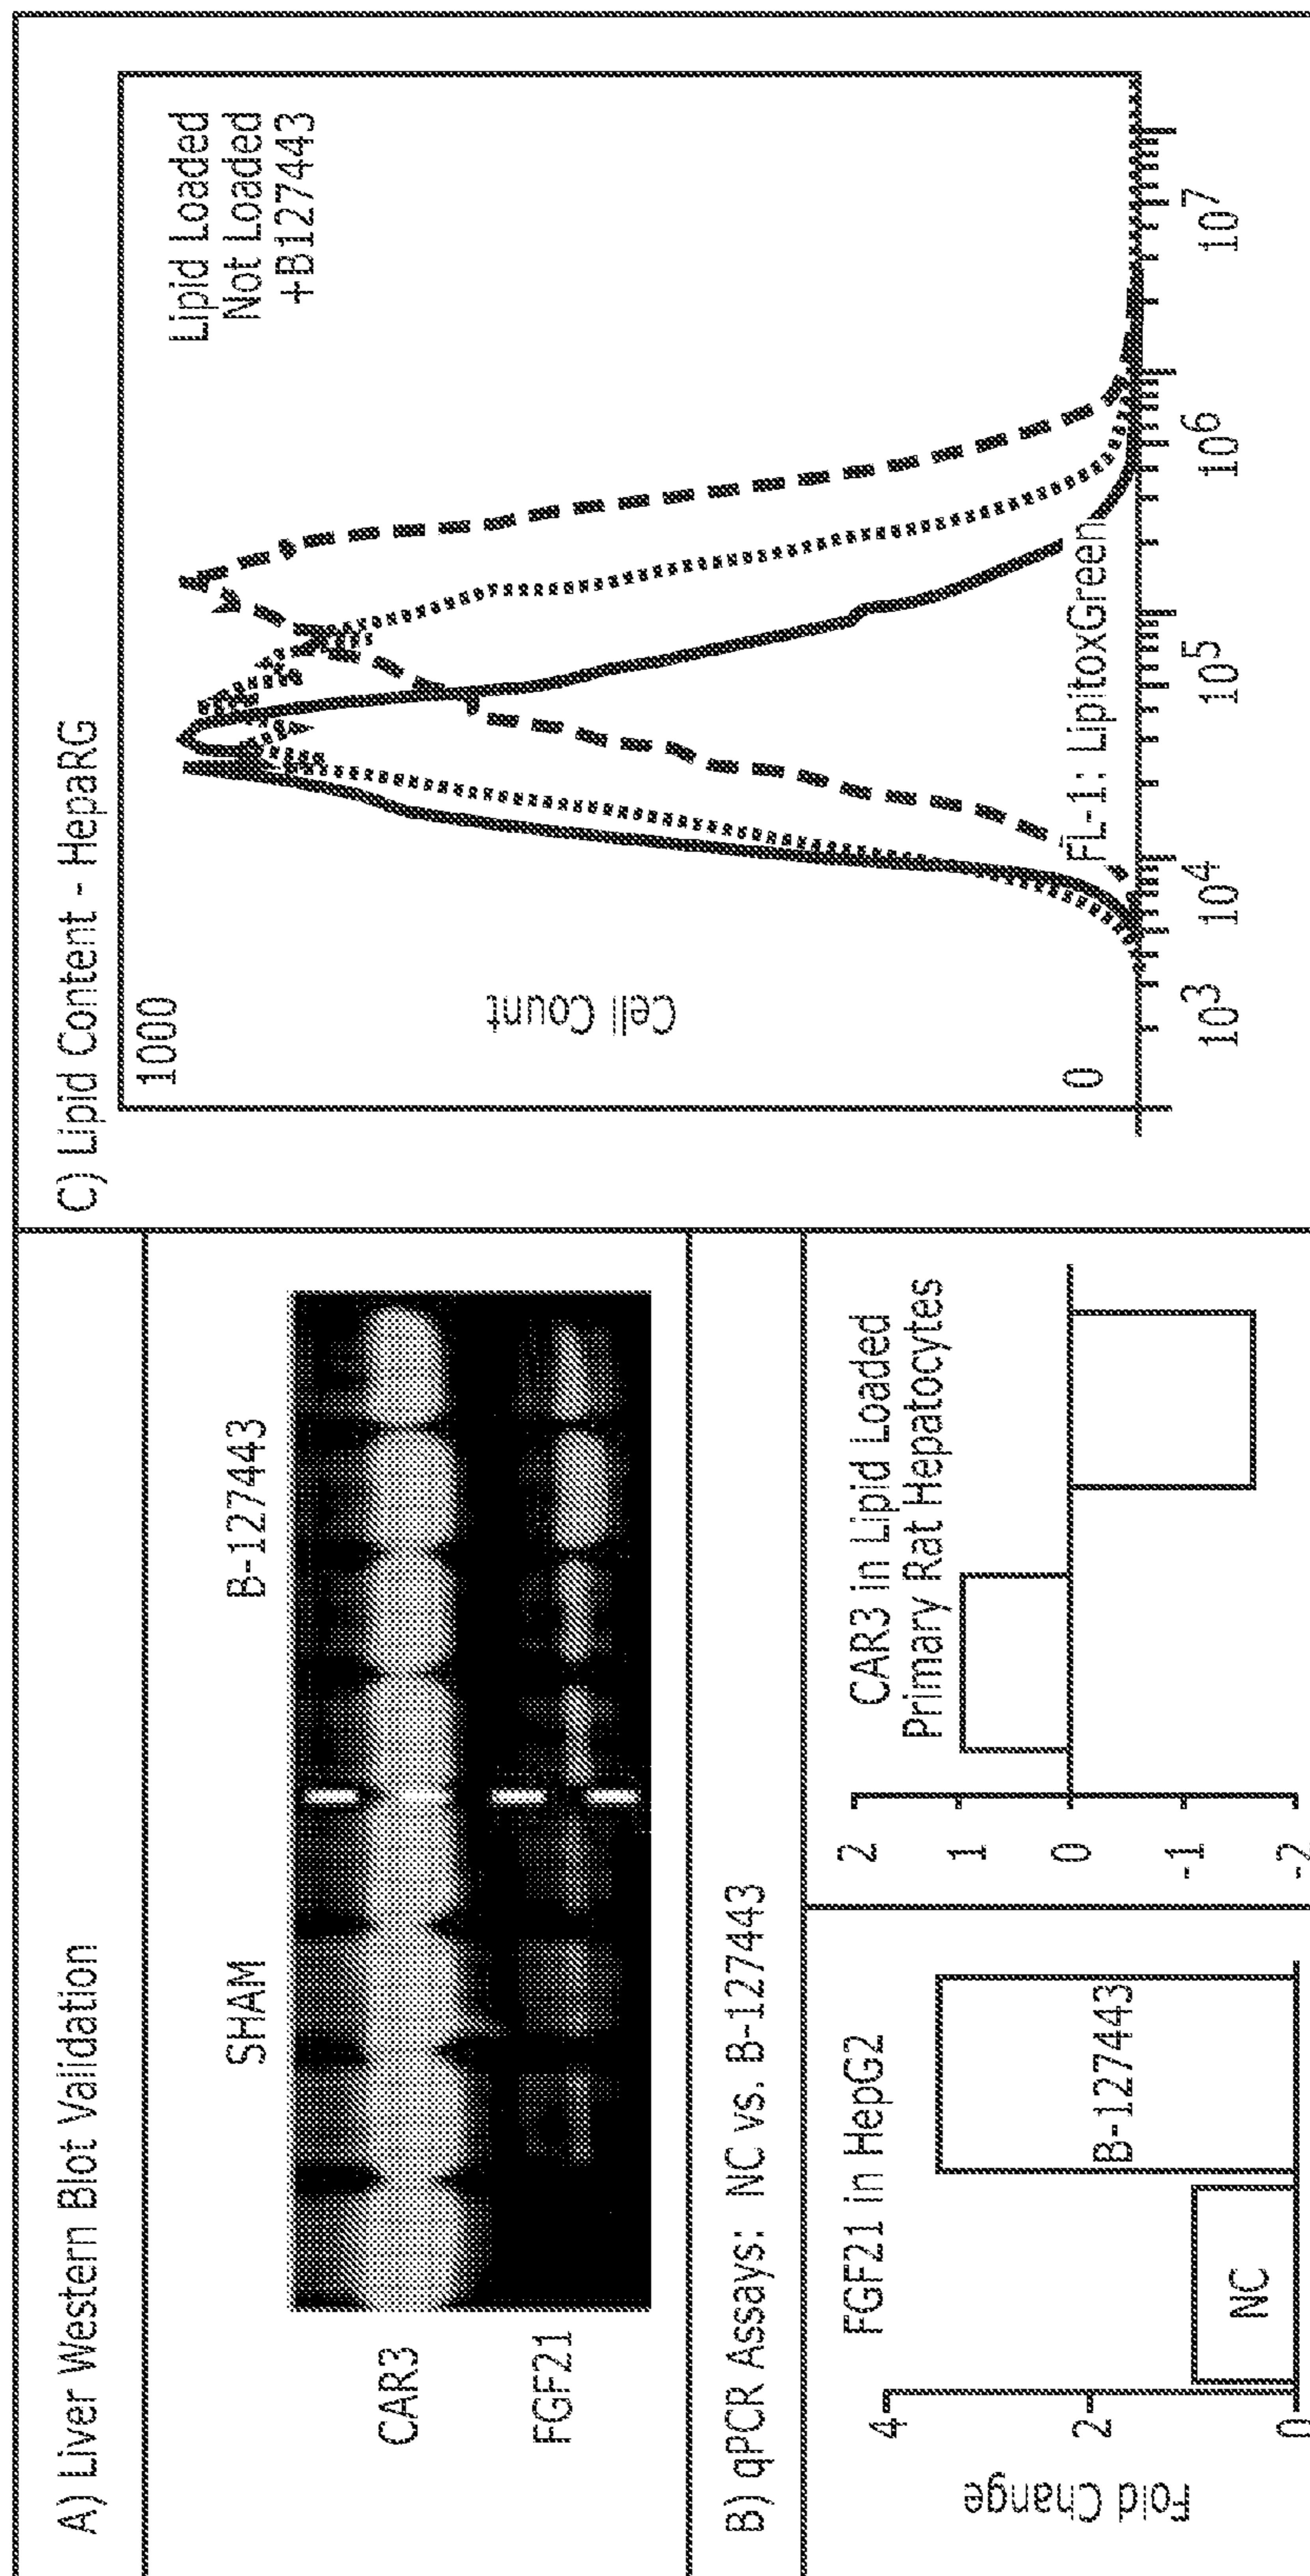 A) Liver Western Blot Validation
SHAM
B-127443
CAR3
FGF21
B) qPCR Assays: NC vs. B-127443
FGF21 in HepG2
Fold Change
4
2
0
NC
B-127443
CAR3 in Lipid Loaded
Primary Rat Hepatocytes
2
1
0
-1
-2
C) Lipid Content - HepaRG
1000
Cell Count
0
Lipid Loaded
Not Loaded
+B127443
FL-1: LipitoxGreen
10³
10⁴
10⁵
10⁶
10⁷